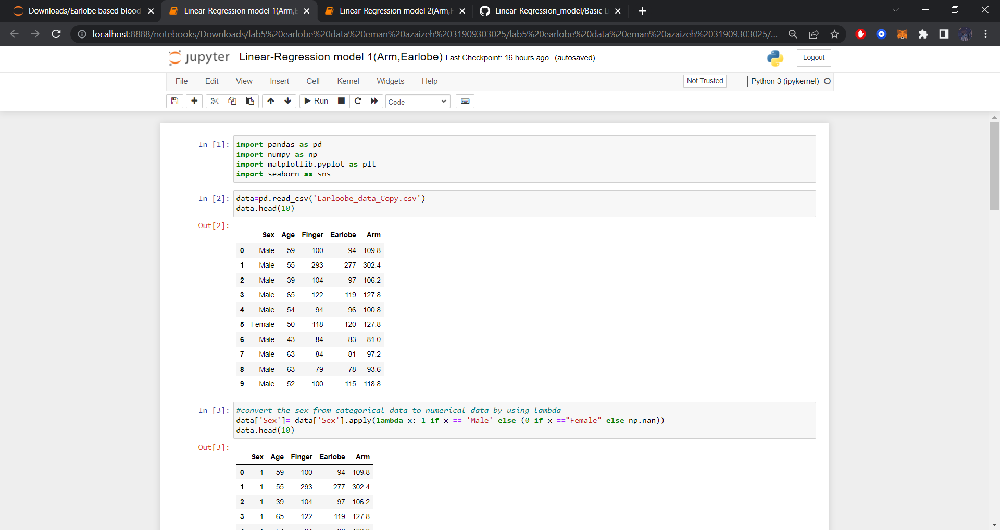 Downloads/Earlobe based blood
Linear-Regression model 1(Arm,E
Linear-Regression model 2(Arm,F
Linear-Regression_model/Basic Li
localhost:8888/notebooks/Downloads/lab5%20earlobe%20data%20eman%20azaizeh%2031909303025/lab5%20earlobe%20data%20eman%20azaizeh%2031909303025/...
jupyter Linear-Regression model 1(Arm,Earlobe) Last Checkpoint: 16 hours ago (autosaved) Logout
File Edit View Insert Cell Kernel Widgets Help Not Trusted Python 3 (ipykernel)
Run Code
In [1]: import pandas as pd
import numpy as np
import matplotlib.pyplot as plt
import seaborn as sns
In [2]: data=pd.read_csv('Earloobe_data_Copy.csv')
data.head(10)
Out[2]:
Sex Age Finger Earlobe Arm
0 Male 59 100 94 109.8
1 Male 55 293 277 302.4
2 Male 39 104 97 106.2
3 Male 65 122 119 127.8
4 Male 54 94 96 100.8
5 Female 50 118 120 127.8
6 Male 43 84 83 81.0
7 Male 63 84 81 97.2
8 Male 63 79 78 93.6
9 Male 52 100 115 118.8
In [3]: #convert the sex from categorical data to numerical data by using lambda
data['Sex']= data['Sex'].apply(lambda x: 1 if x == 'Male' else (0 if x =="Female" else np.nan))
data.head(10)
Out[3]:
Sex Age Finger Earlobe Arm
0 1 59 100 94 109.8
1 1 55 293 277 302.4
2 1 39 104 97 106.2
3 1 65 122 119 127.8